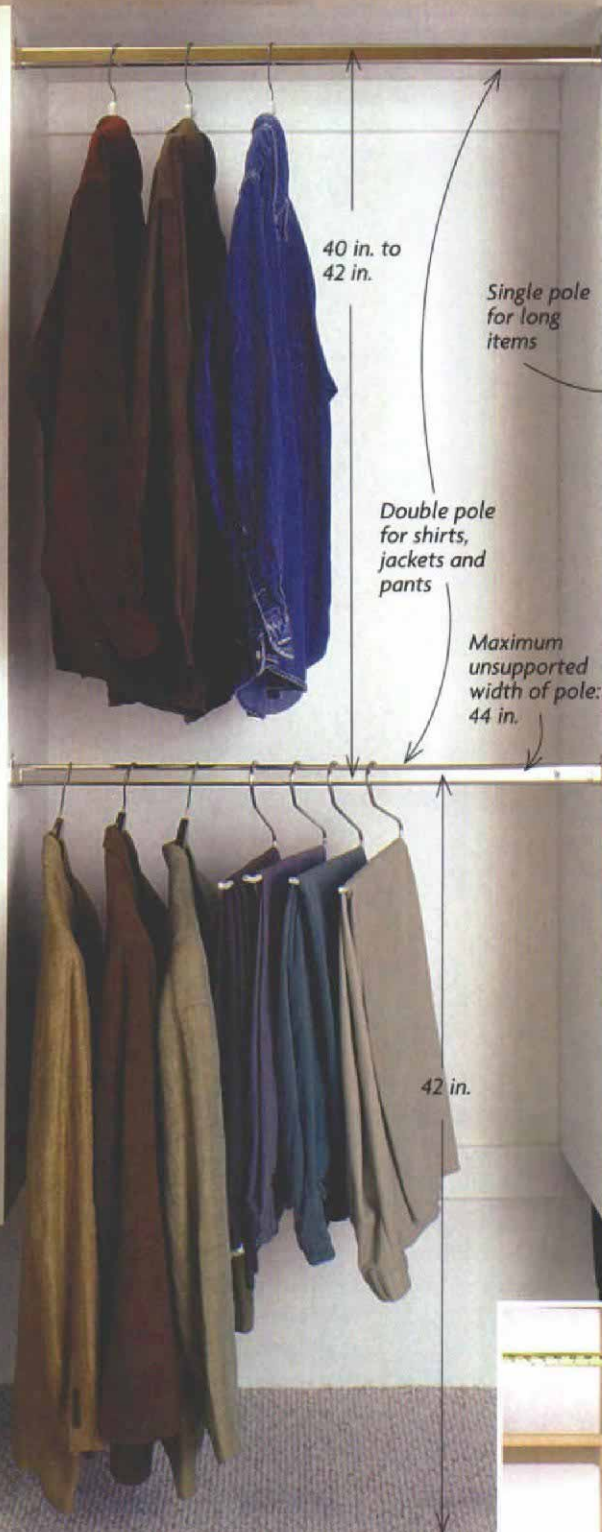 40 in. to
42 in.
Single pole
for long
items
Double pole
for shirts,
jackets and
pants
Maximum
unsupported
width of pole:
44 in.
42 in.